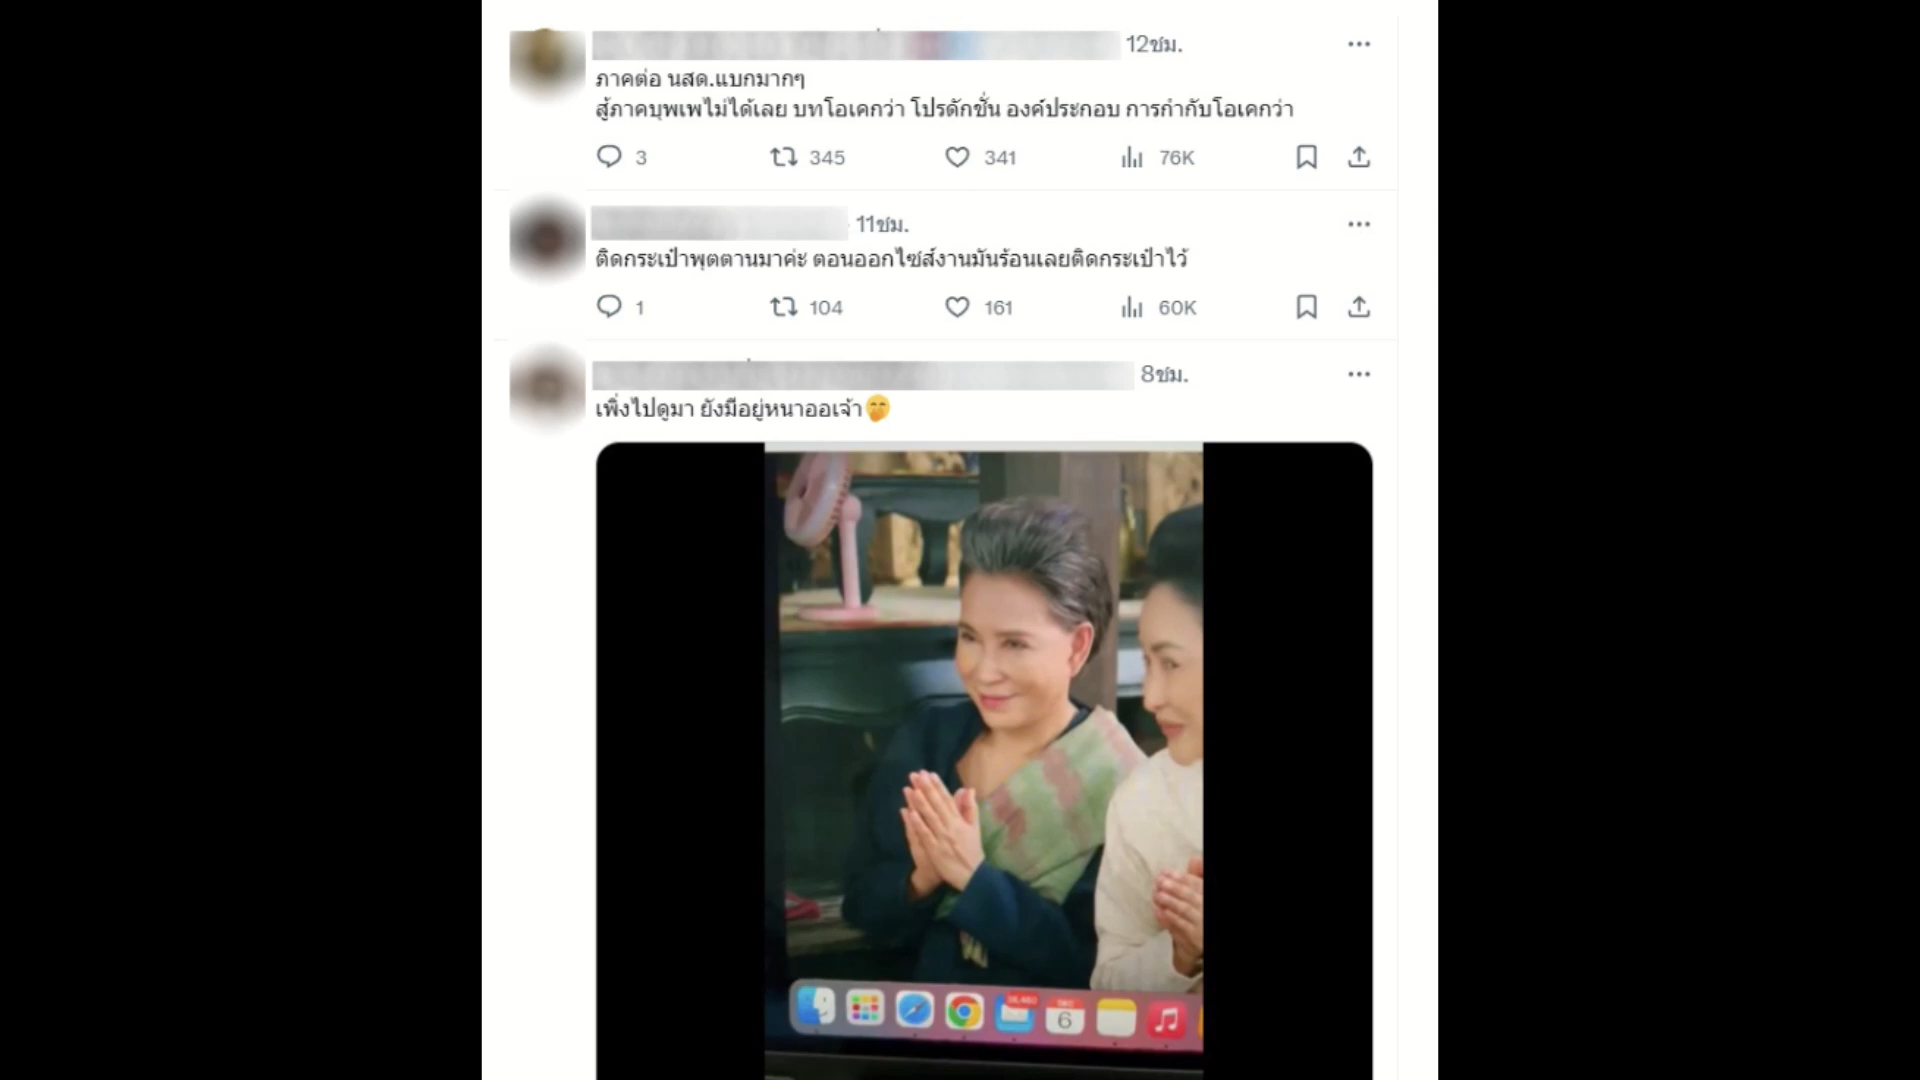 12ชม.
ภาคต่อ นสด.แบกมากๆ
สู้ภาคบุพเพไม่ได้เลย บทโอเคกว่า โปรดักชั่น องค์ประกอบ การกำกับโอเคกว่า
3 345 341 76K
11ชม.
ติดกระเป๋าพุตตานมาค่ะ ตอนออกไซส์งานมันร้อนเลยติดกระเป๋าไว้
1 104 161 60K
8ชม.
เพิ่งไปดูมา ยังมีอยู่หนาออเจ้า🤭
DEC
6